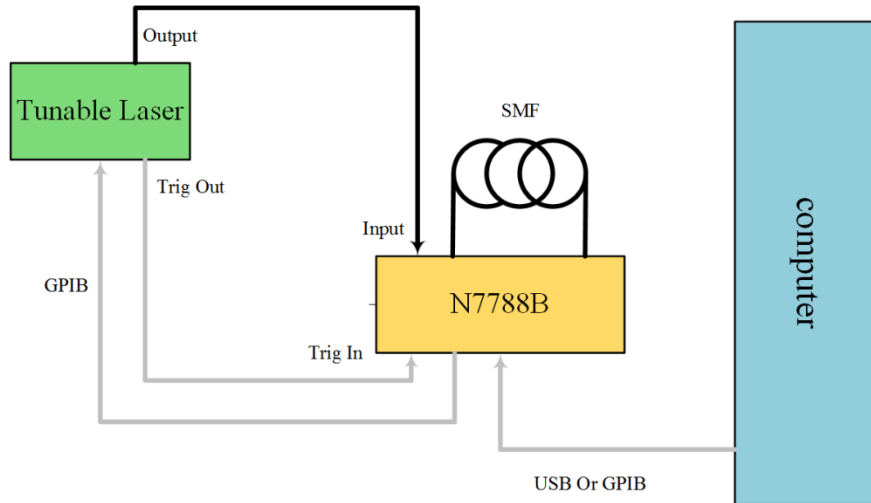 Output
Tunable Laser
SMF
Trig Out
Input
computer
GPIB
N7788B
Trig In
USB Or GPIB